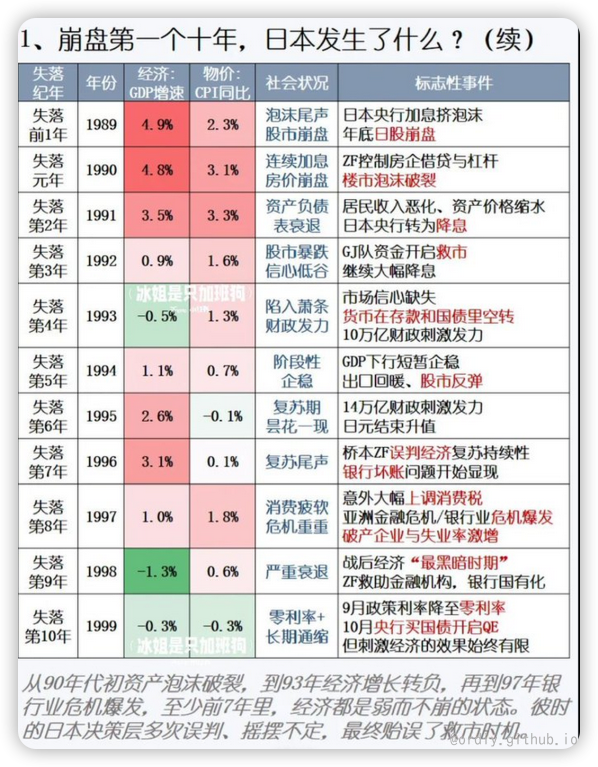 1、崩盘第一个十年，日本发生了什么？（续）
失落纪年 年份 经济:GDP增速 物价:CPI同比 社会状况 标志性事件
失落前1年 1989 4.9% 2.3% 泡沫尾声股市崩盘 日本央行加息挤泡沫
年底日股崩盘
失落元年 1990 4.8% 3.1% 连续加息房价崩盘 ZF控制房企借贷与杠杆
楼市泡沫破裂
失落第2年 1991 3.5% 3.3% 资产负债表衰退 居民收入恶化、资产价格缩水
日本央行转为降息
失落第3年 1992 0.9% 1.6% 股市暴跌信心低谷 GJ队资金开启救市
继续大幅降息
（冰姐是只加班狗）
失落第4年 1993 -0.5% 1.3% 陷入萧条财政发力 市场信心缺失
货币在存款和国债里空转
10万亿财政刺激发力
失落第5年 1994 1.1% 0.7% 阶段性企稳 GDP下行短暂企稳
出口回暖、股市反弹
失落第6年 1995 2.6% -0.1% 复苏期昙花一现 14万亿财政刺激发力
日元结束升值
失落第7年 1996 3.1% 0.1% 复苏尾声 桥本ZF误判经济复苏持续性
银行坏账问题开始显现
失落第8年 1997 1.0% 1.8% 消费疲软危机重重 意外大幅上调消费税
亚洲金融危机/银行业危机爆发
破产企业与失业率激增
失落第9年 1998 -1.3% 0.6% 严重衰退 战后经济“最黑暗时期”
ZF救助金融机构，银行国有化
失落第10年 1999 -0.3% -0.3% 零利率+长期通缩 9月政策利率降至零利率
10月央行买国债开启QE
但刺激经济的效果始终有限
（冰姐是只加班狗）
从90年代初资产泡沫破裂，到93年经济增长转负，再到97年银
行业危机爆发，至少前7年里，经济都是弱而不崩的状态。彼时
的日本决策层多次误判、摇摆不定，最终贻误了救市时机。